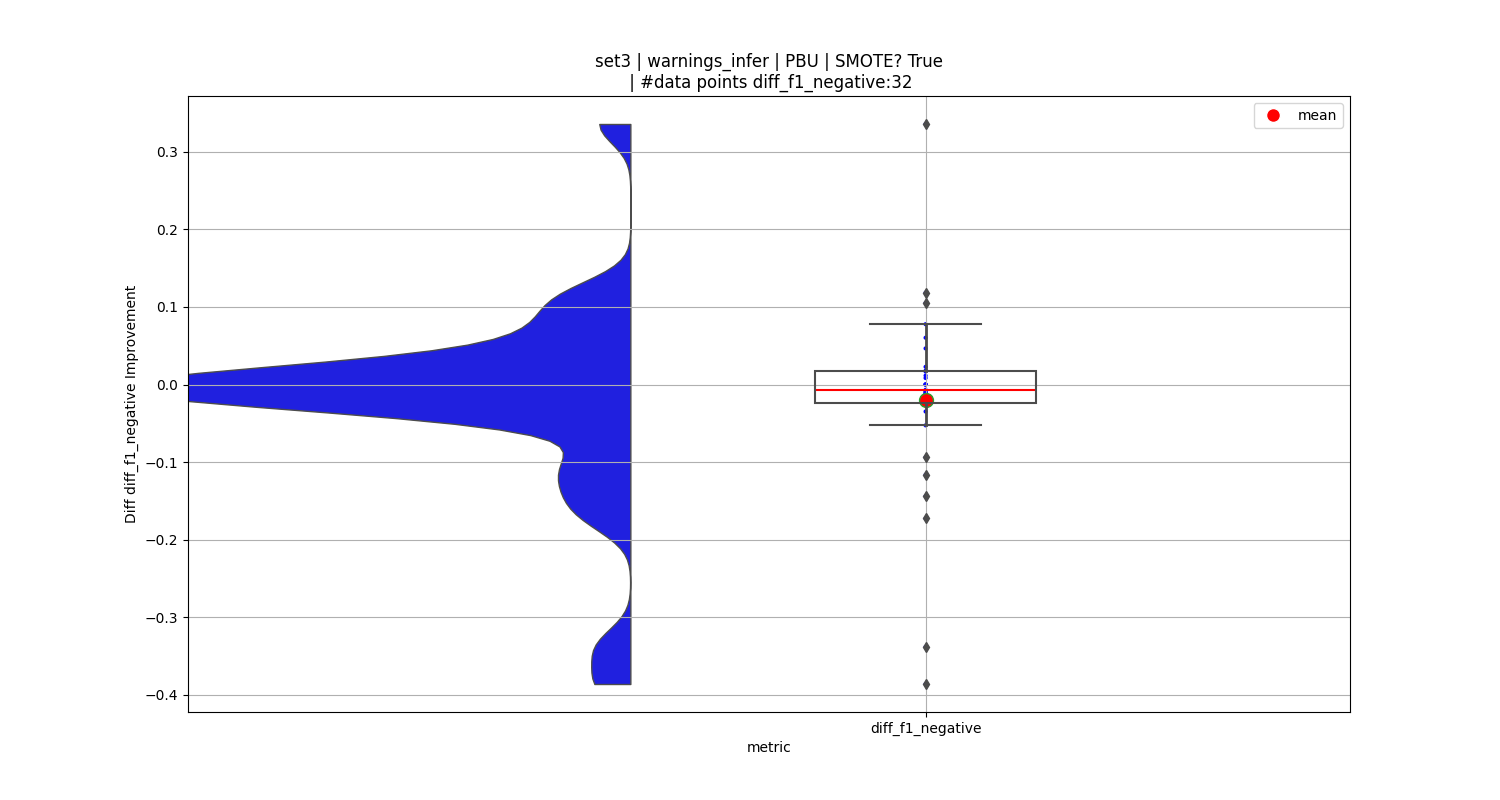 set3 | warnings_infer | PBU | SMOTE? True
| #data points diff_f1_negative:32
mean
0.3
0.2
0.1
0.0
−0.1
−0.2
−0.3
−0.4
Diff diff_f1_negative Improvement
diff_f1_negative
metric